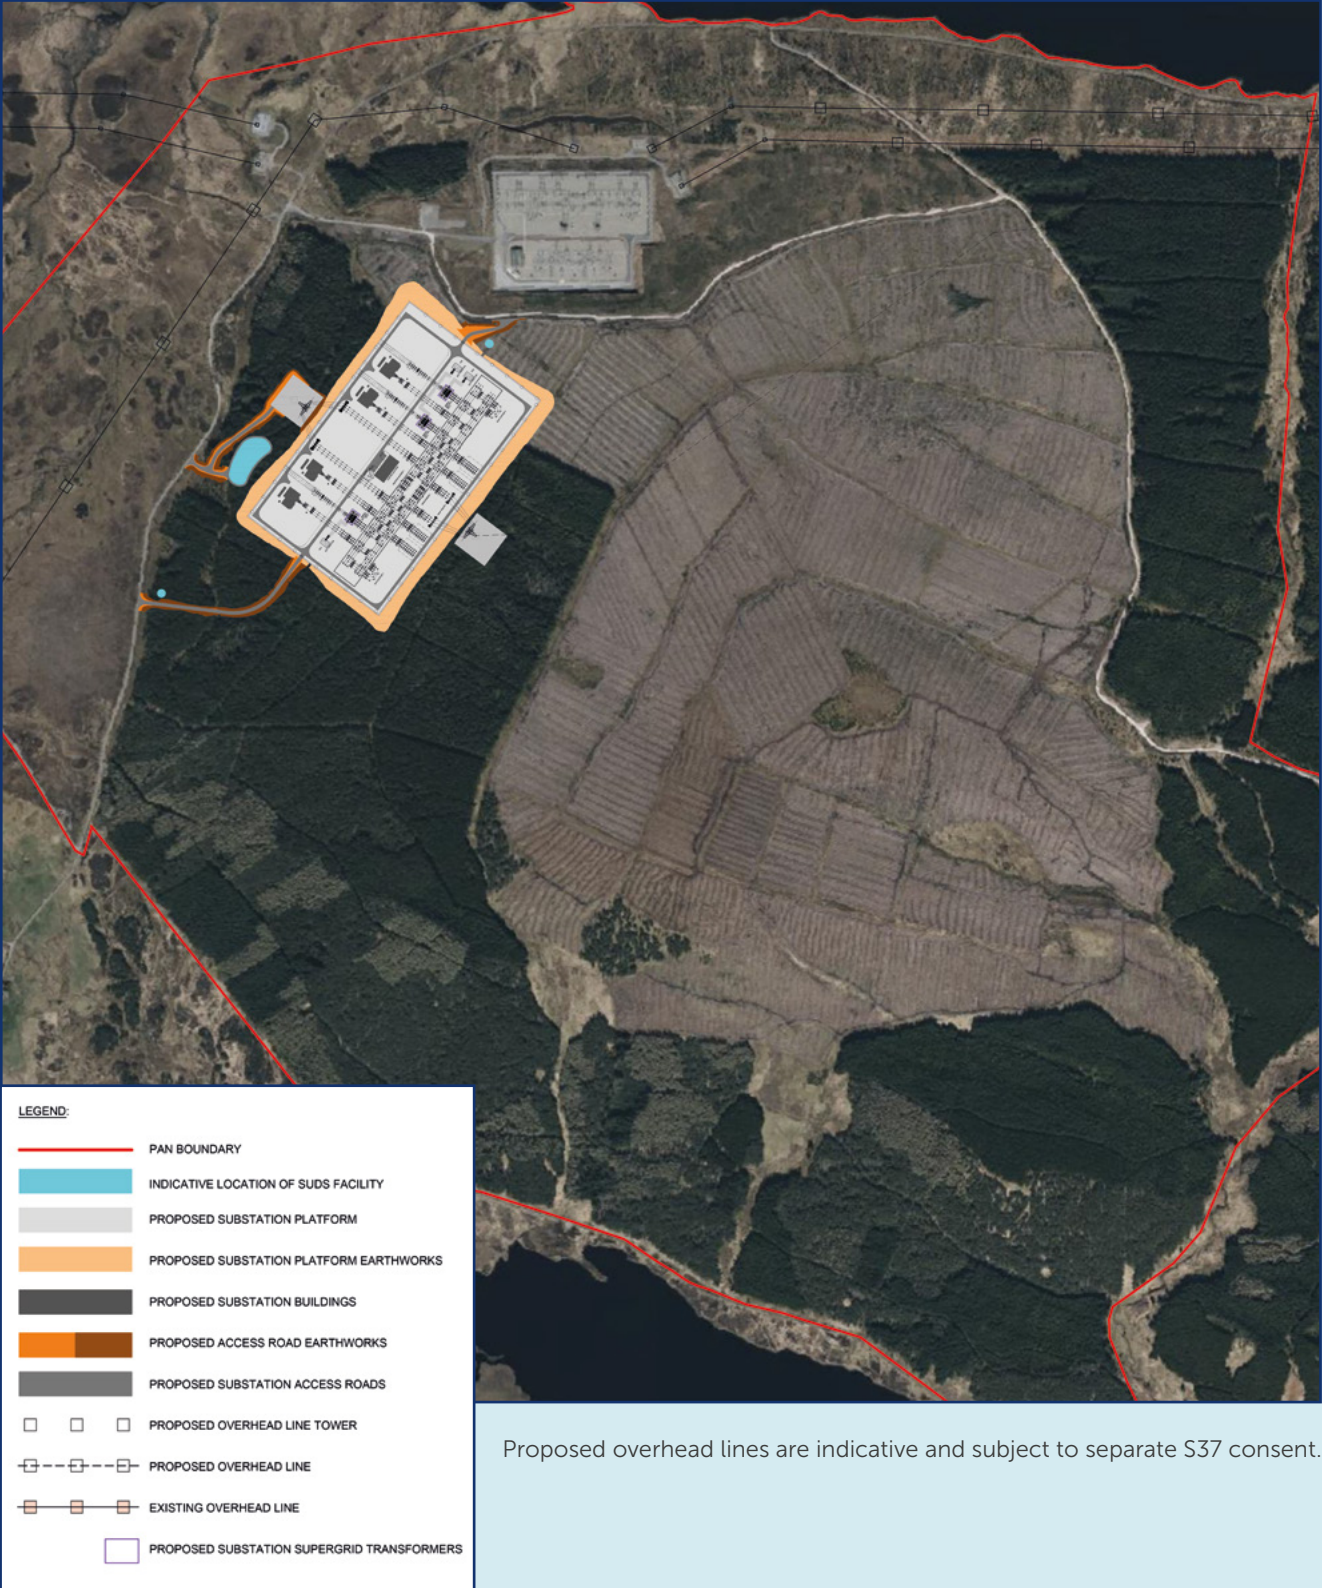 LEGEND:
PAN BOUNDARY
INDICATIVE LOCATION OF SUDS FACILITY
PROPOSED SUBSTATION PLATFORM
PROPOSED SUBSTATION PLATFORM EARTHWORKS
PROPOSED SUBSTATION BUILDINGS
PROPOSED ACCESS ROAD EARTHWORKS
PROPOSED SUBSTATION ACCESS ROADS
PROPOSED OVERHEAD LINE TOWER
PROPOSED OVERHEAD LINE
EXISTING OVERHEAD LINE
PROPOSED SUBSTATION SUPERGRID TRANSFORMERS
Proposed overhead lines are indicative and subject to separate S37 consent.